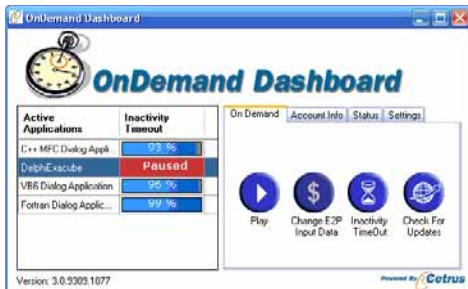 OnDemand Dashboard
OnDemand Dashboard
Active Applications
Inactivity Timeout
C++ MFC Dialog Appli
93 %
DelphiExacube
Paused
VB6 Dialog Application
96 %
Fortran Dialog Applic...
99 %
On Demand
Account Info
Status
Settings
$
Play
Change E2P
Input Data
Inactivity
TimeOut
Check For
Updates
Version: 3.0.9309.1077
Powered By
Cetrus